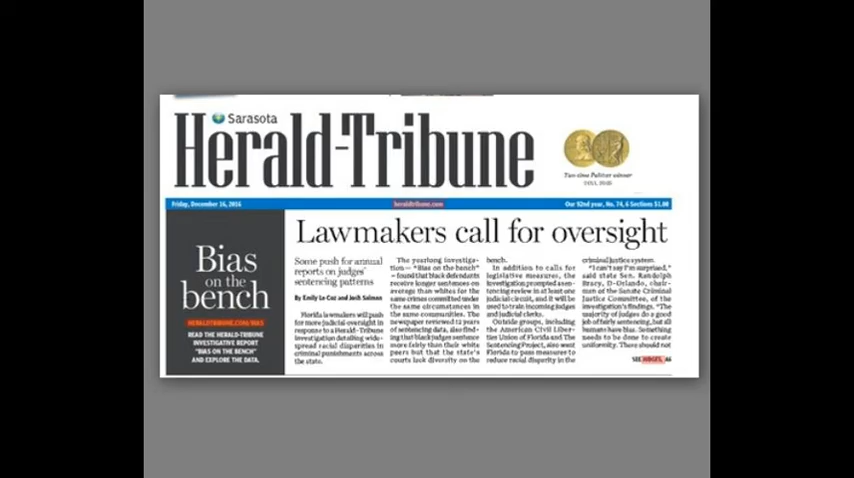 Sarasota
Herald-Tribune
Two-time Pulitzer winner
Friday, December 16, 2016
heraldtribune.com
Our 92nd year, No. 74, 6 Sections $1.00
Bias
on the
bench
HERALDTRIBUNE.COM/BIAS
READ THE HERALD-TRIBUNE
INVESTIGATIVE REPORT
"BIAS ON THE BENCH"
AND EXPLORE THE DATA.
Lawmakers call for oversight
Some push for annual
reports on judges'
sentencing patterns
By Emily Le Coz and Josh Salman
Florida lawmakers will push
for more judicial oversight in
response to a Herald-Tribune
investigation detailing wide-
spread racial disparities in
criminal punishments across
the state.
The yearlong investiga-
tion — "Bias on the bench"
— found that black defendants
receive longer sentences on
average than whites for the
same crimes committed under
the same circumstances in
the same communities. The
newspaper reviewed 12 years
of sentencing data, also find-
ing that black judges sentence
more fairly than their white
peers but that the state's
courts lack diversity on the
bench.
In addition to calls for
legislative measures, the
investigation prompted a sen-
tencing review in at least one
judicial circuit, and it will be
used to train incoming judges
and judicial clerks.
Outside groups, including
the American Civil Liber-
ties Union of Florida and The
Sentencing Project, also want
Florida to pass measures to
reduce racial disparity in the
criminal justice system.
"I can't say I'm surprised,"
said state Sen. Randolph
Bracy, D-Orlando, chair-
man of the Senate Criminal
Justice Committee, of the
investigation's findings. "The
majority of judges do a good
job of fairly sentencing, but all
humans have bias. Something
needs to be done to create
uniformity. There should not
SEE JUDGES, A6